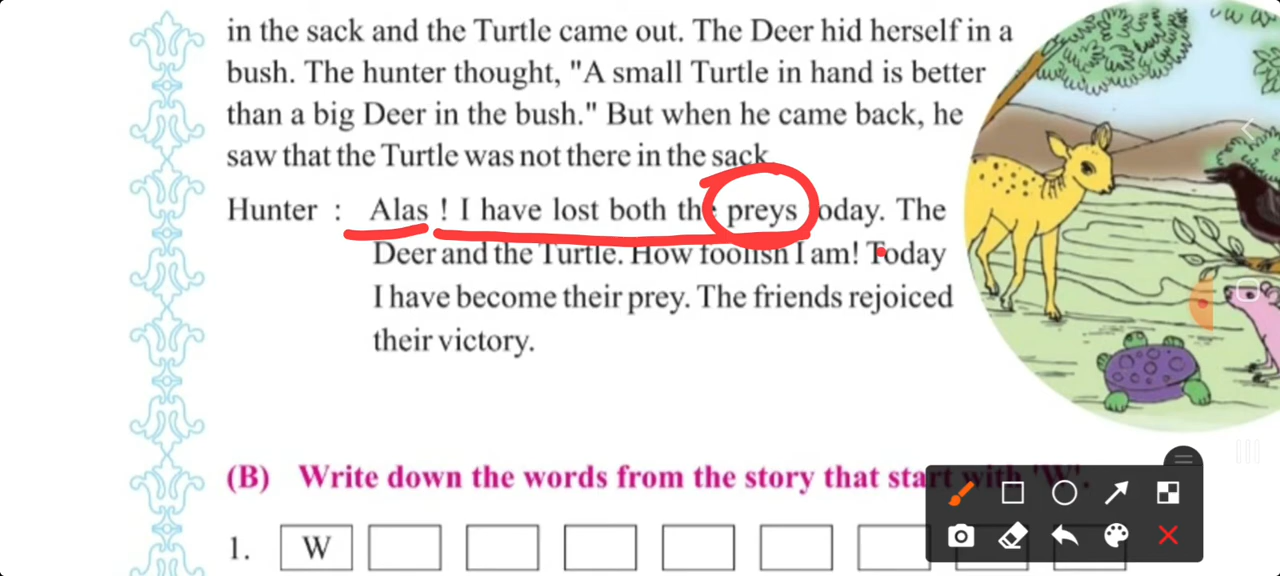 in the sack and the Turtle came out. The Deer hid herself in a
bush. The hunter thought, "A small Turtle in hand is better
than a big Deer in the bush." But when he came back, he
saw that the Turtle was not there in the sack
Hunter : Alas ! I have lost both the preys today. The
Deer and the Turtle. How foolish I am! Today
I have become their prey. The friends rejoiced
their victory.
(B) Write down the words from the story that start with 'W'.
1. W